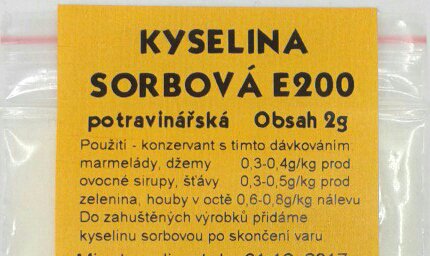 KYSELINA
SORBOVÁ E200
potravinářská Obsah 2g
Použití - konzervant s tímto dávkováním:
marmelády, džemy 0,3-0,4g/kg prod
ovocné sirupy, šťávy 0,3-0,5g/kg prod
zelenina, houby v octě 0,6-0,8g/kg nálevu
Do zahuštěných výrobků přidáme
kyselinu sorbovou po skončení varu